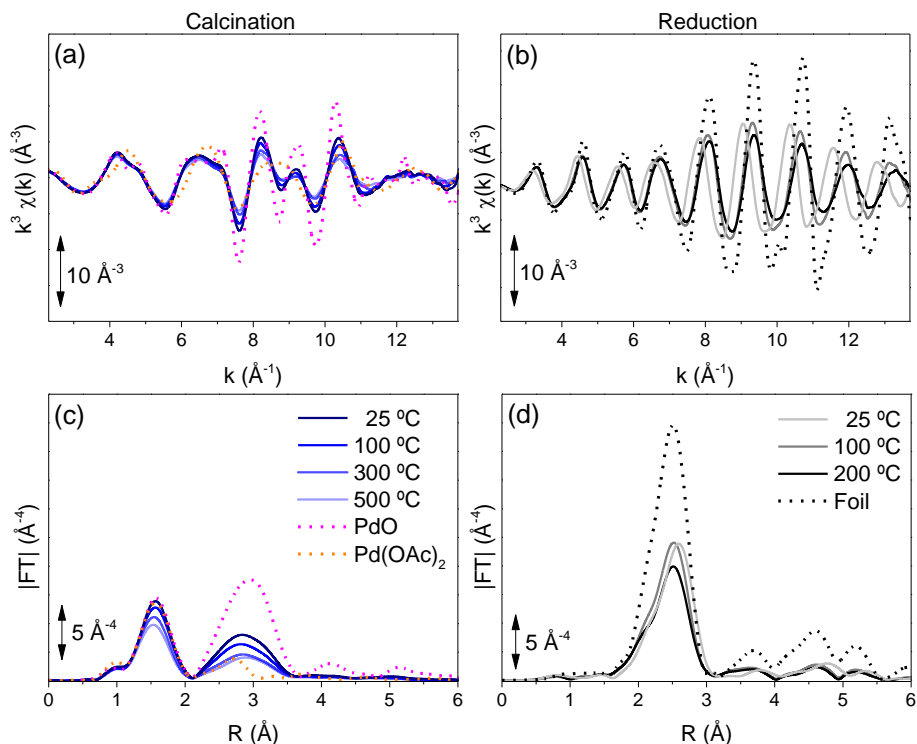 Calcination
Reduction
(a)
(b)
k³ χ(k) (Å⁻³)
k³ χ(k) (Å⁻³)
10 Å⁻³
10 Å⁻³
4 6 8 10 12
4 6 8 10 12
k (Å⁻¹)
k (Å⁻¹)
(c)
25 ºC
100 ºC
300 ºC
500 ºC
PdO
Pd(OAc)₂
(d)
25 ºC
100 ºC
200 ºC
Foil
|FT| (Å⁻⁴)
|FT| (Å⁻⁴)
5 Å⁻⁴
5 Å⁻⁴
0 1 2 3 4 5 6
0 1 2 3 4 5 6
R (Å)
R (Å)